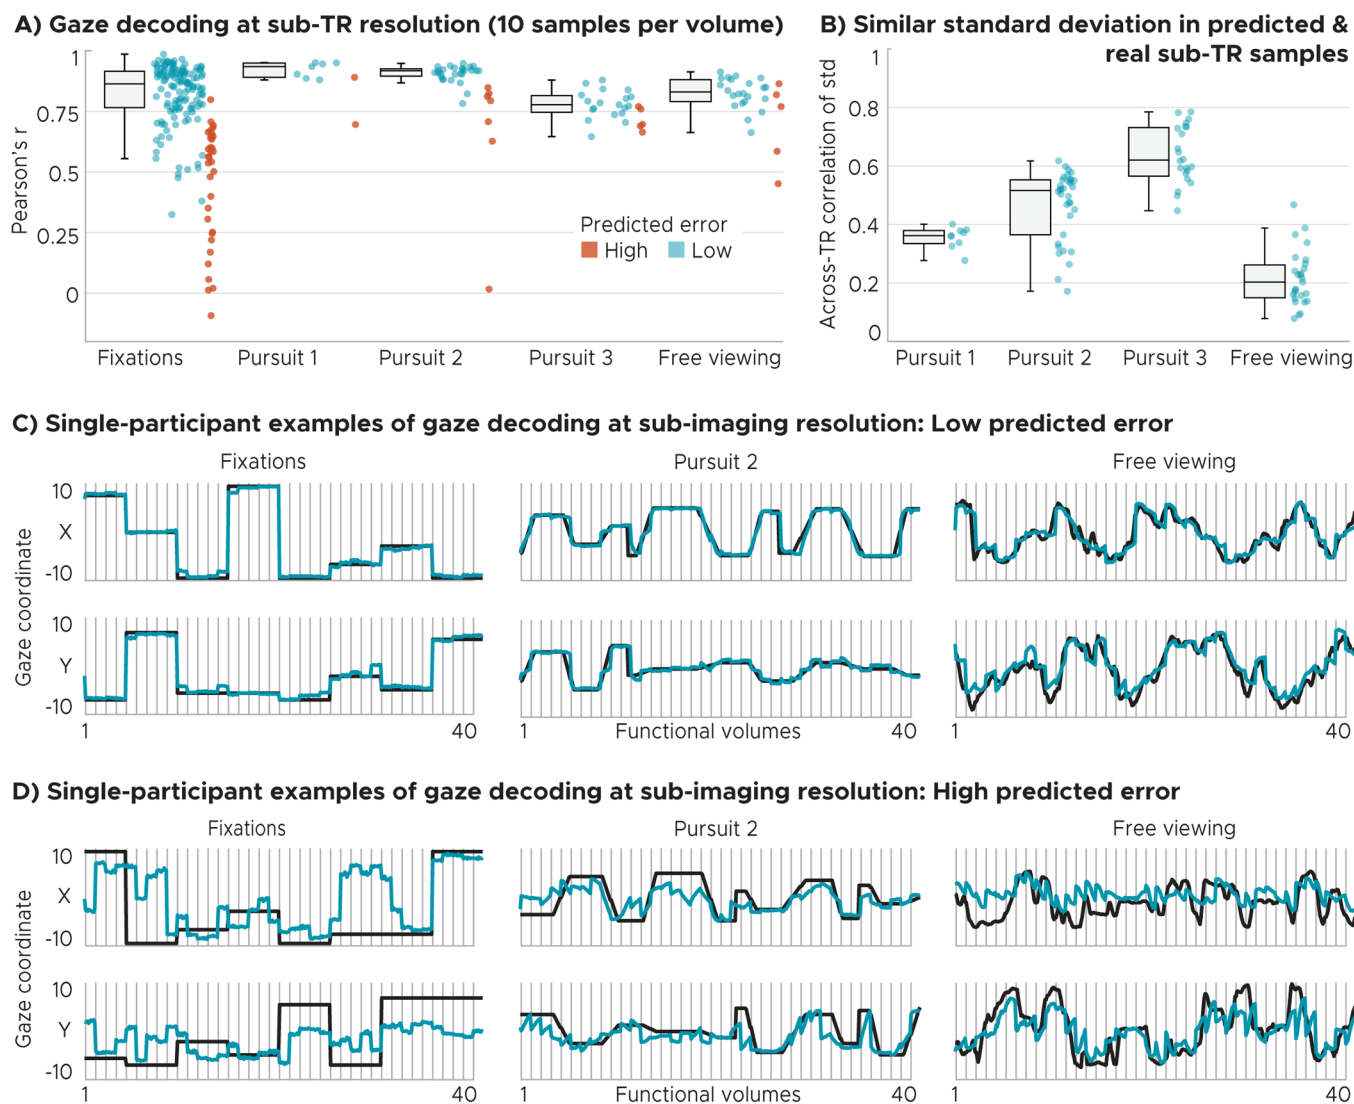 A) Gaze decoding at sub-TR resolution (10 samples per volume)
Pearson's r
1
0.75
0.5
0.25
0
Predicted error
High
Low
Fixations
Pursuit 1
Pursuit 2
Pursuit 3
Free viewing
B) Similar standard deviation in predicted &
real sub-TR samples
Across-TR correlation of std
1
0.8
0.6
0.4
0.2
0
Pursuit 1
Pursuit 2
Pursuit 3
Free viewing
C) Single-participant examples of gaze decoding at sub-imaging resolution: Low predicted error
Fixations
Pursuit 2
Free viewing
Gaze coordinate
10
X
-10
10
Y
-10
1
40
1
Functional volumes
40
1
40
D) Single-participant examples of gaze decoding at sub-imaging resolution: High predicted error
Fixations
Pursuit 2
Free viewing
Gaze coordinate
10
X
-10
10
Y
-10
1
40
1
Functional volumes
40
1
40